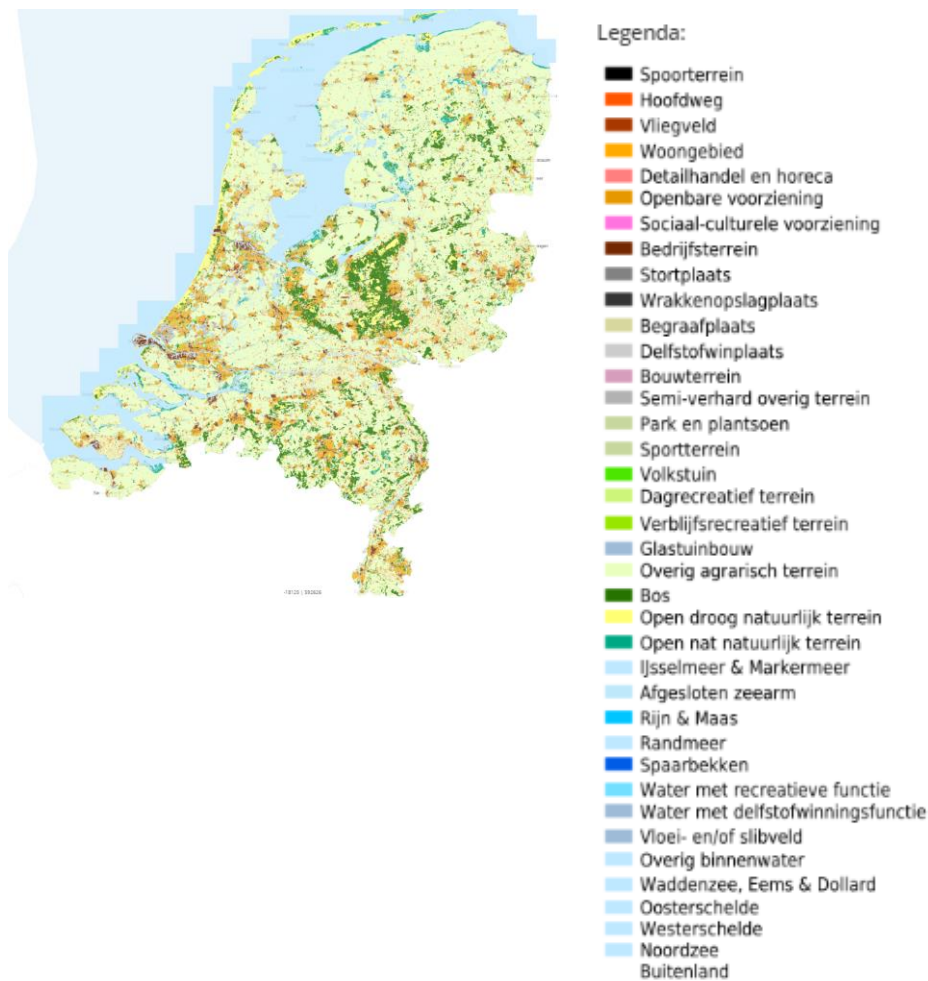 Legenda:
Spoorterrein
Hoofdweg
Vliegveld
Woongebied
Detailhandel en horeca
Openbare voorziening
Sociaal-culturele voorziening
Bedrijfsterrein
Stortplaats
Wrakkenopslagplaats
Begraafplaats
Delfstofwinplaats
Bouwterrein
Semi-verhard overig terrein
Park en plantsoen
Sportterrein
Volkstuin
Dagrecreatief terrein
Verblijfsrecreatief terrein
Glastuinbouw
Overig agrarisch terrein
Bos
Open droog natuurlijk terrein
Open nat natuurlijk terrein
IJsselmeer & Markermeer
Afgesloten zeearm
Rijn & Maas
Randmeer
Spaarbekken
Water met recreatieve functie
Water met delfstofwinningsfunctie
Vloei- en/of slibveld
Overig binnenwater
Waddenzee, Eems & Dollard
Oosterschelde
Westerschelde
Noordzee
Buitenland